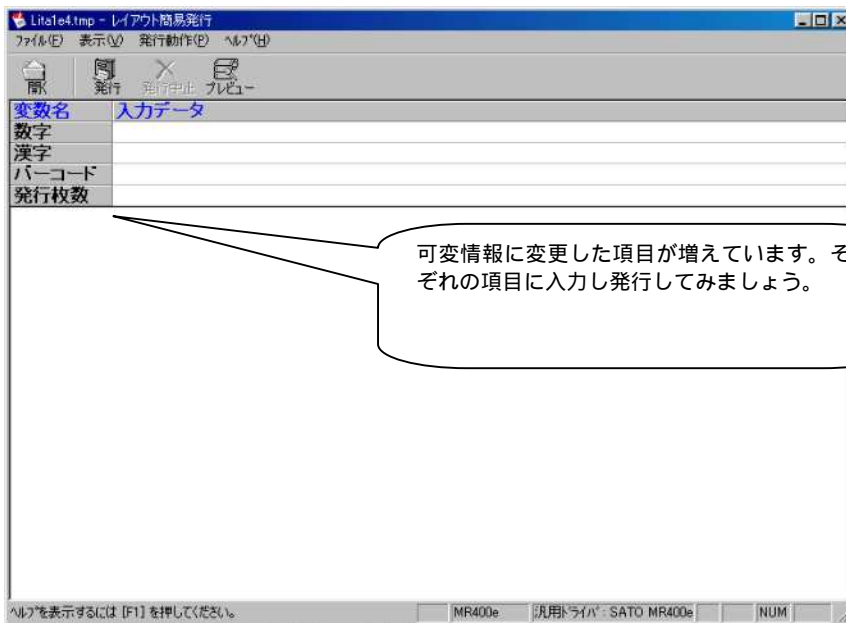 Lita1e4.tmp - レイアウト簡易発行
ファイル(F) 表示(V) 発行動作(P) ヘルプ(H)
開く 発行 発行中止 プレビュー
変数名 入力データ
数字
漢字
バーコード
発行枚数
可変情報に変更した項目が増えています。そ
ぞれの項目に入力し発行してみましょう。
ヘルプを表示するには [F1] を押してください。 MR400e 汎用ドライバ : SATO MR400e NUM